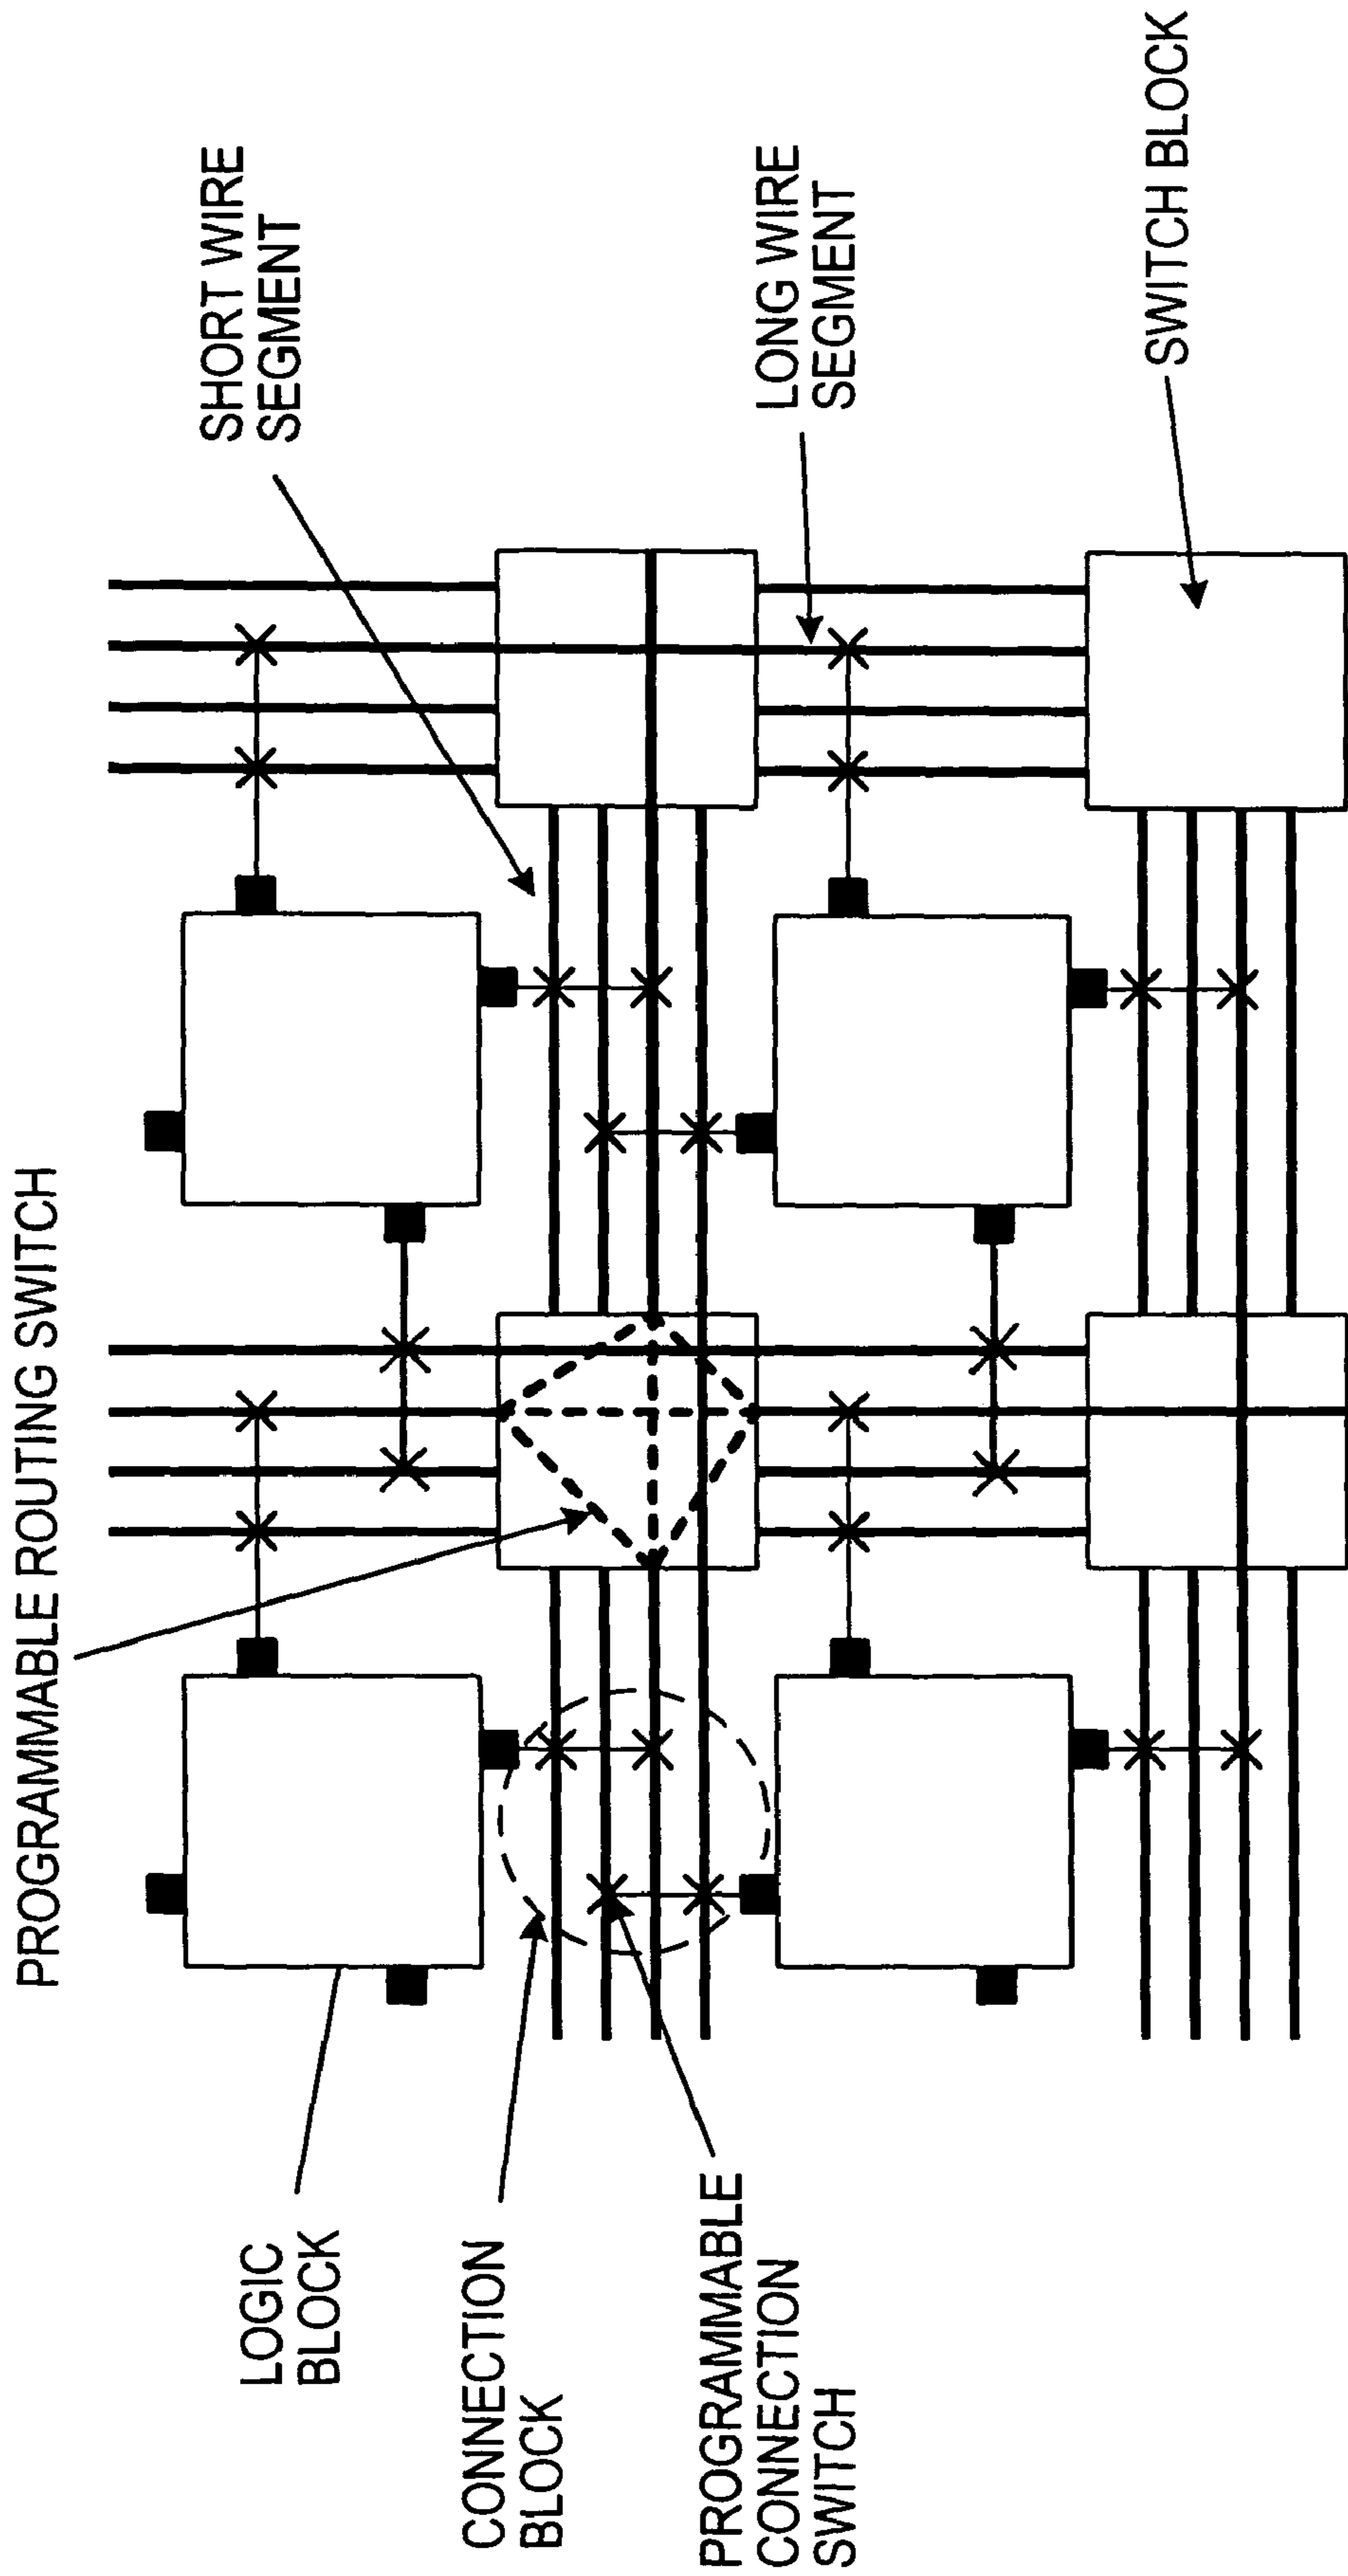 PROGRAMMABLE ROUTING SWITCH
LOGIC
BLOCK
SHORT WIRE
SEGMENT
CONNECTION
BLOCK
PROGRAMMABLE
CONNECTION
SWITCH
LONG WIRE
SEGMENT
SWITCH BLOCK